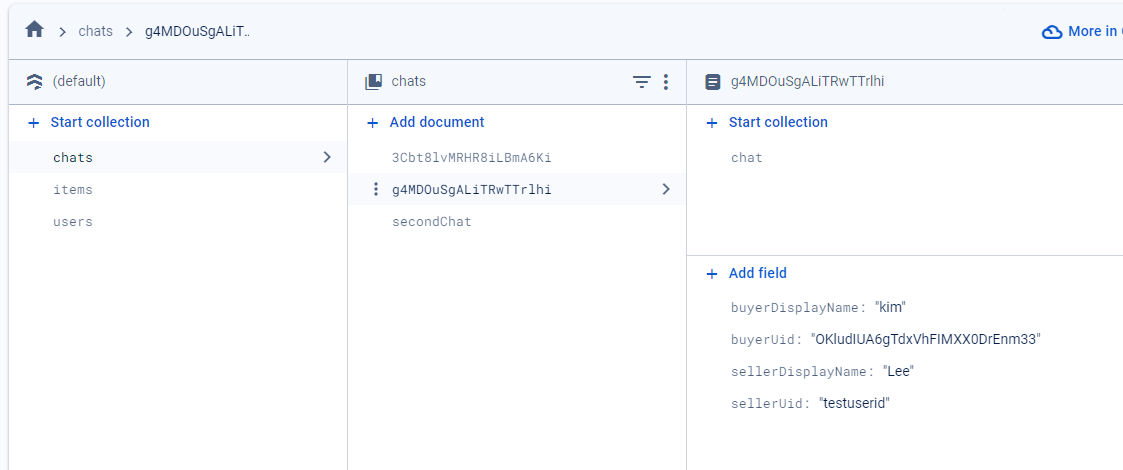 chats
g4MDOuSgALiT..
More in
(default)
Start collection
chats
items
users
chats
Add document
3Cbt8lvMRHR8iLBmA6Ki
g4MDOuSgALiTRwTTrlhi
secondChat
g4MDOuSgALiTRwTTrlhi
Start collection
chat
Add field
buyerDisplayName: "kim"
buyerUid: "OKludIUA6gTdxVhFIMXX0DrEnm33"
sellerDisplayName: "Lee"
sellerUid: "testuserid"